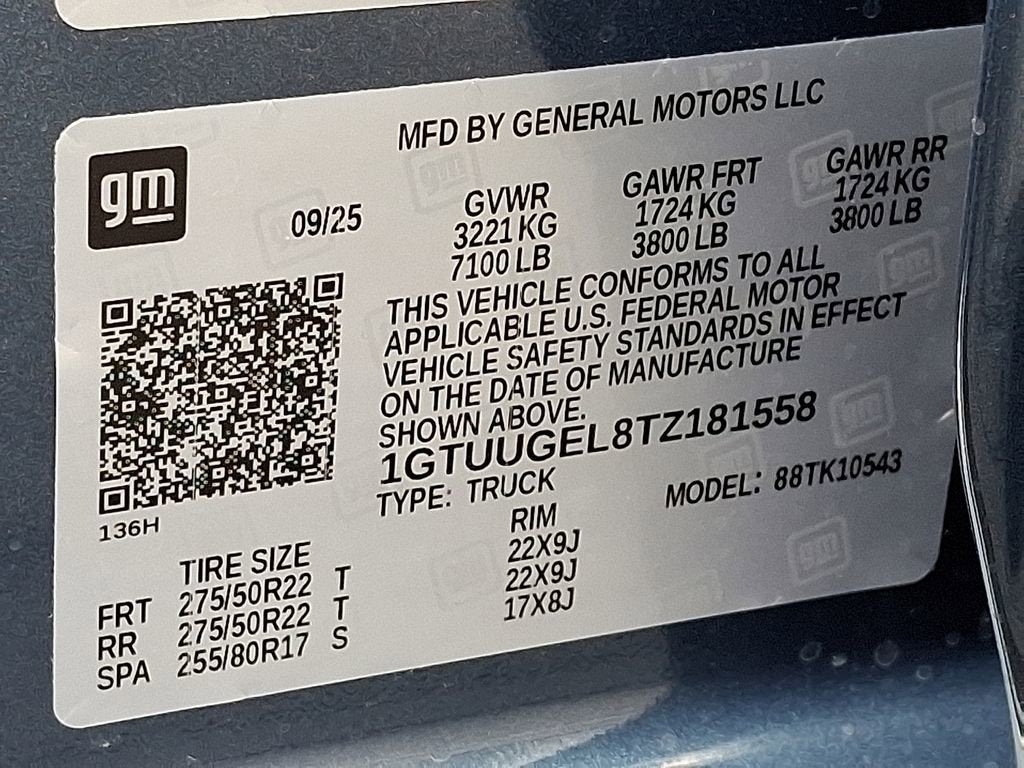 MFD BY GENERAL MOTORS LLC
gm
09/25
GVWR GAWR FRT GAWR RR
3221 KG 1724 KG 1724 KG
7100 LB 3800 LB 3800 LB
THIS VEHICLE CONFORMS TO ALL
APPLICABLE U.S. FEDERAL MOTOR
VEHICLE SAFETY STANDARDS IN EFFECT
ON THE DATE OF MANUFACTURE
SHOWN ABOVE.
1GTUUGEL8TZ181558
TYPE: TRUCK MODEL: 88TK10543
136H
TIRE SIZE RIM
FRT 275/50R22 T 22X9J
RR 275/50R22 T 22X9J
SPA 255/80R17 S 17X8J